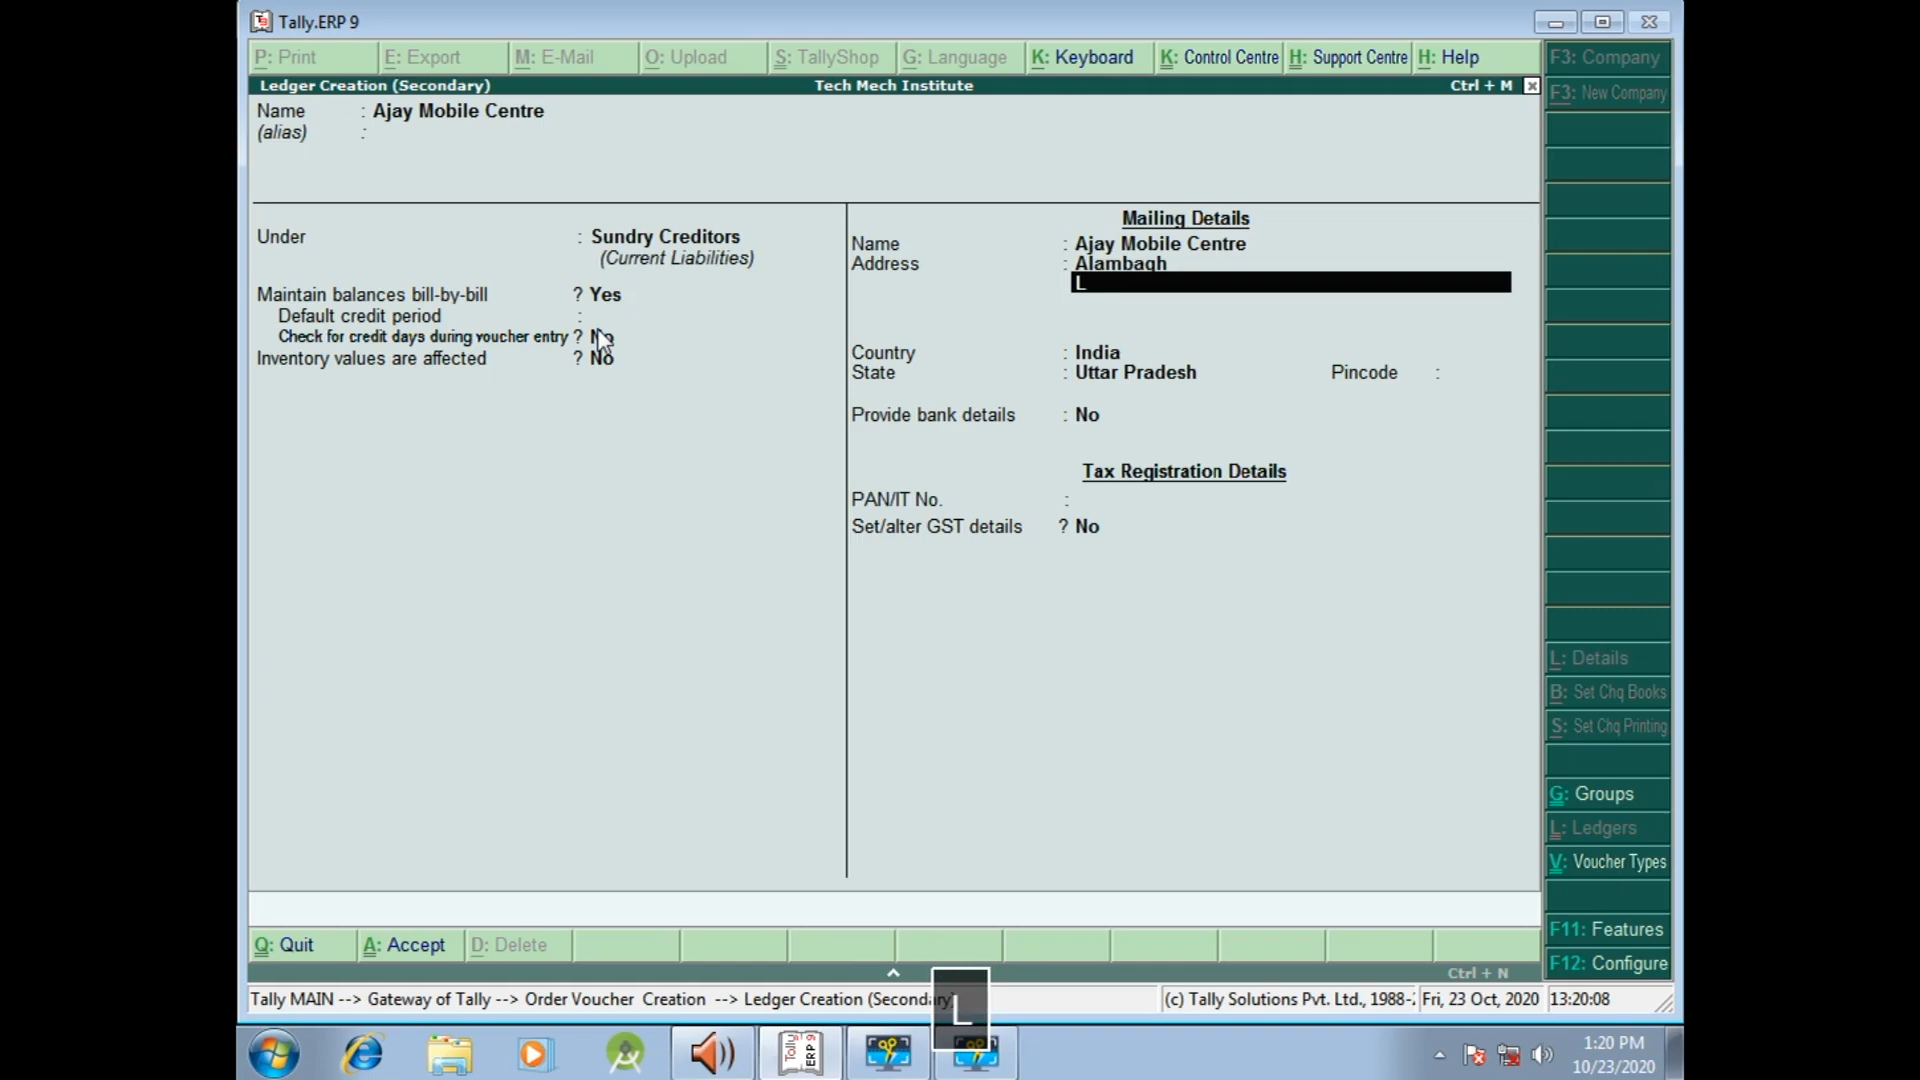 Tally.ERP 9
P: Print E: Export M: E-Mail O: Upload S: TallyShop G: Language K: Keyboard K: Control Centre H: Support Centre H: Help F3: Company
Ledger Creation (Secondary) Tech Mech Institute Ctrl + M
F3: New Company
Name : Ajay Mobile Centre
(alias) :
Mailing Details
Under : Sundry Creditors
(Current Liabilities)
Name : Ajay Mobile Centre
Address : Alambagh
L
Maintain balances bill-by-bill ? Yes
Default credit period :
Check for credit days during voucher entry ? No
Inventory values are affected ? No
Country : India
State : Uttar Pradesh Pincode :
Provide bank details : No
Tax Registration Details
PAN/IT No. :
Set/alter GST details ? No
L: Details
B: Set Chq Books
S: Set Chq Printing
G: Groups
L: Ledgers
V: Voucher Types
F11: Features
F12: Configure
Q: Quit A: Accept D: Delete
Ctrl + N
Tally MAIN --> Gateway of Tally --> Order Voucher Creation --> Ledger Creation (Secondary) (c) Tally Solutions Pvt. Ltd., 1988-2 Fri, 23 Oct, 2020 13:20:08
L
Tally ERP 9
1:20 PM
10/23/2020